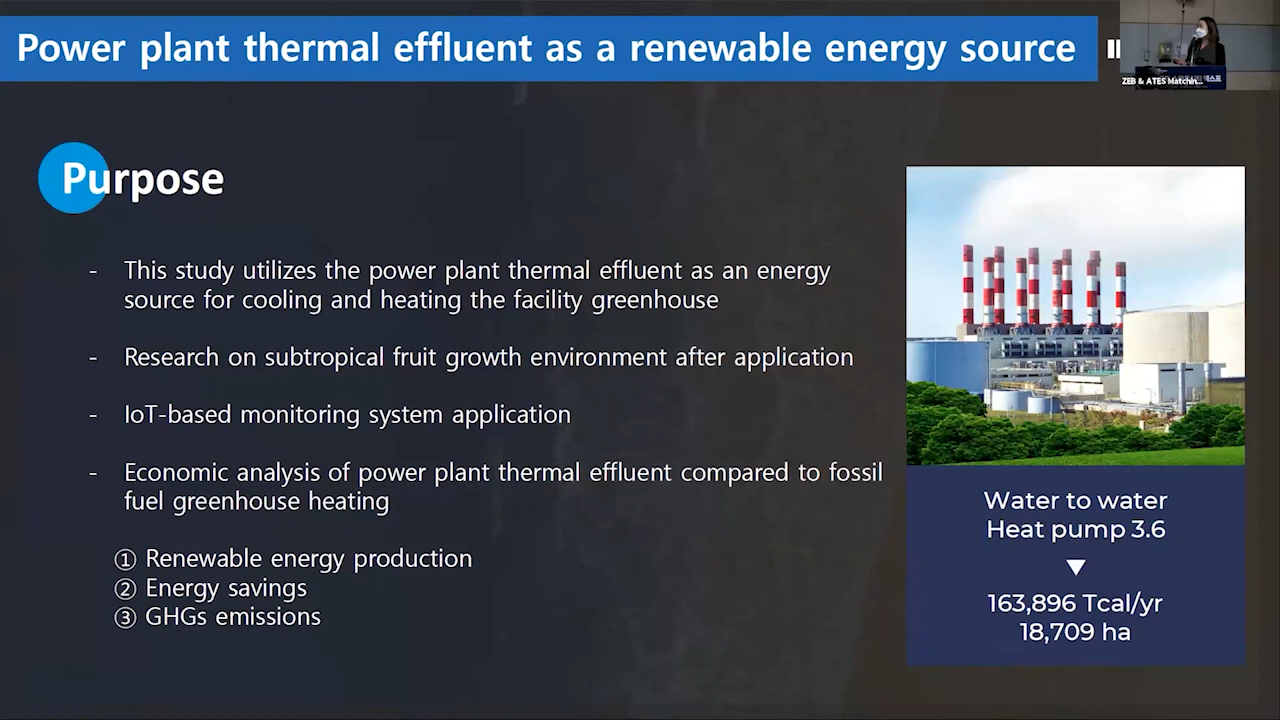 Power plant thermal effluent as a renewable energy source
ZEB & ATES Matchin...
Purpose
- This study utilizes the power plant thermal effluent as an energy
source for cooling and heating the facility greenhouse
- Research on subtropical fruit growth environment after application
- IoT-based monitoring system application
- Economic analysis of power plant thermal effluent compared to fossil
fuel greenhouse heating
① Renewable energy production
② Energy savings
③ GHGs emissions
Water to water
Heat pump 3.6
163,896 Tcal/yr
18,709 ha